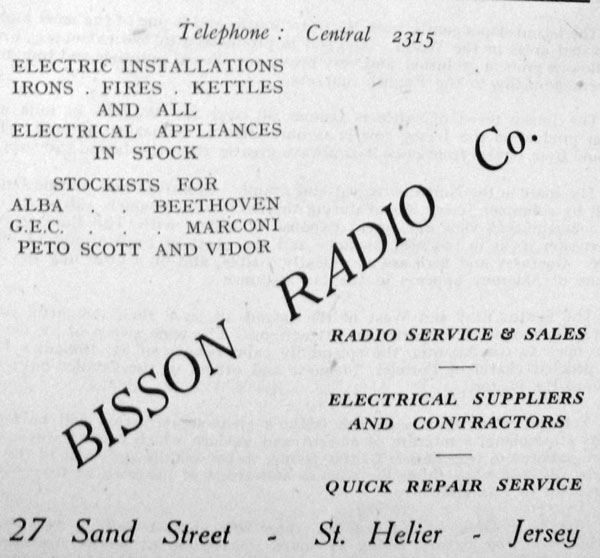 Telephone : Central 2315
ELECTRIC INSTALLATIONS
IRONS . FIRES . KETTLES
AND ALL
ELECTRICAL APPLIANCES
IN STOCK
STOCKISTS FOR
ALBA . . BEETHOVEN
G.E.C. . . MARCONI
PETO SCOTT AND VIDOR
BISSON RADIO Co.
RADIO SERVICE & SALES
ELECTRICAL SUPPLIERS
AND CONTRACTORS
QUICK REPAIR SERVICE
27 Sand Street - St. Helier - Jersey